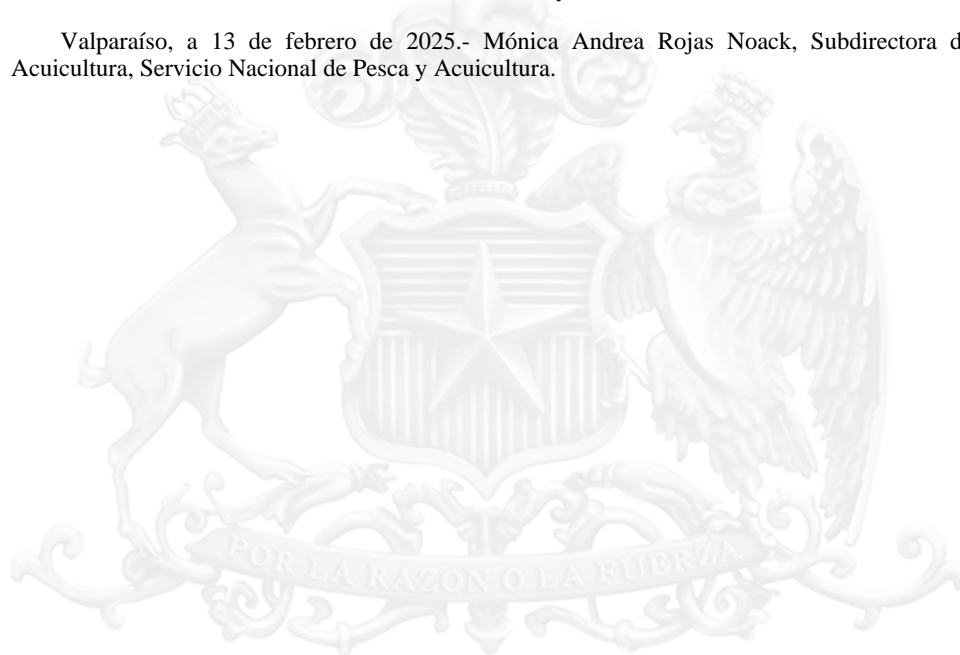 Valparaíso, a 13 de febrero de 2025.- Mónica Andrea Rojas Noack, Subdirectora d
Acuicultura, Servicio Nacional de Pesca y Acuicultura.
POR LA RAZON O LA FUERZA